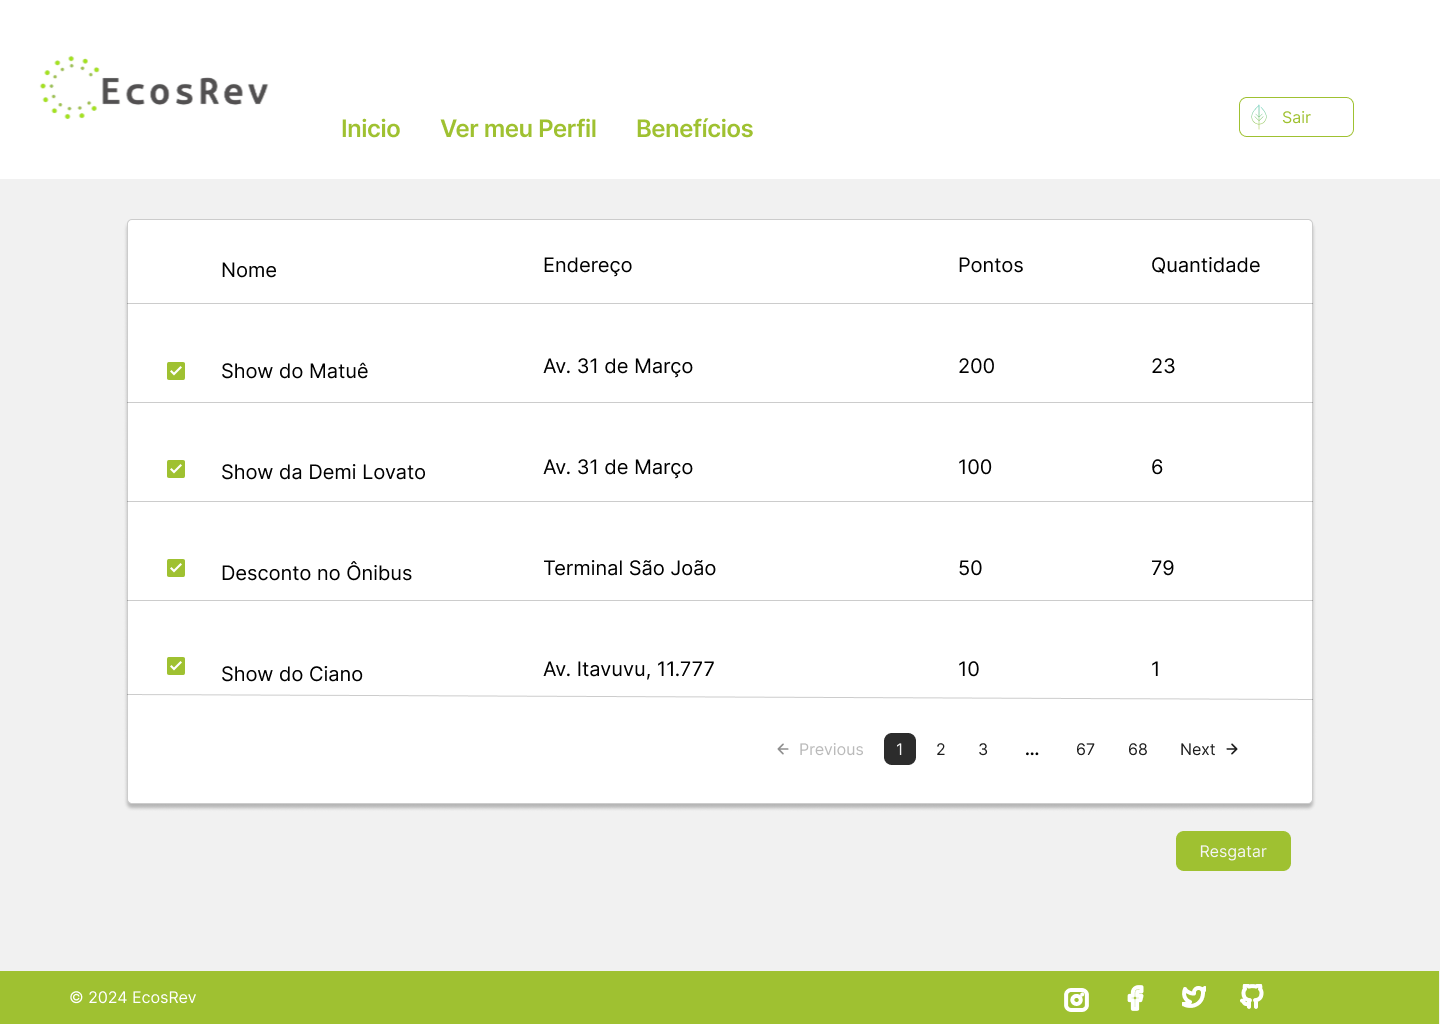 EcosRev
Inicio Ver meu Perfil Benefícios Sair
Nome Endereço Pontos Quantidade
Show do Matuê Av. 31 de Março 200 23
Show da Demi Lovato Av. 31 de Março 100 6
Desconto no Ônibus Terminal São João 50 79
Show do Ciano Av. Itavuvu, 11.777 10 1
← Previous 1 2 3 ... 67 68 Next →
Resgatar
© 2024 EcosRev